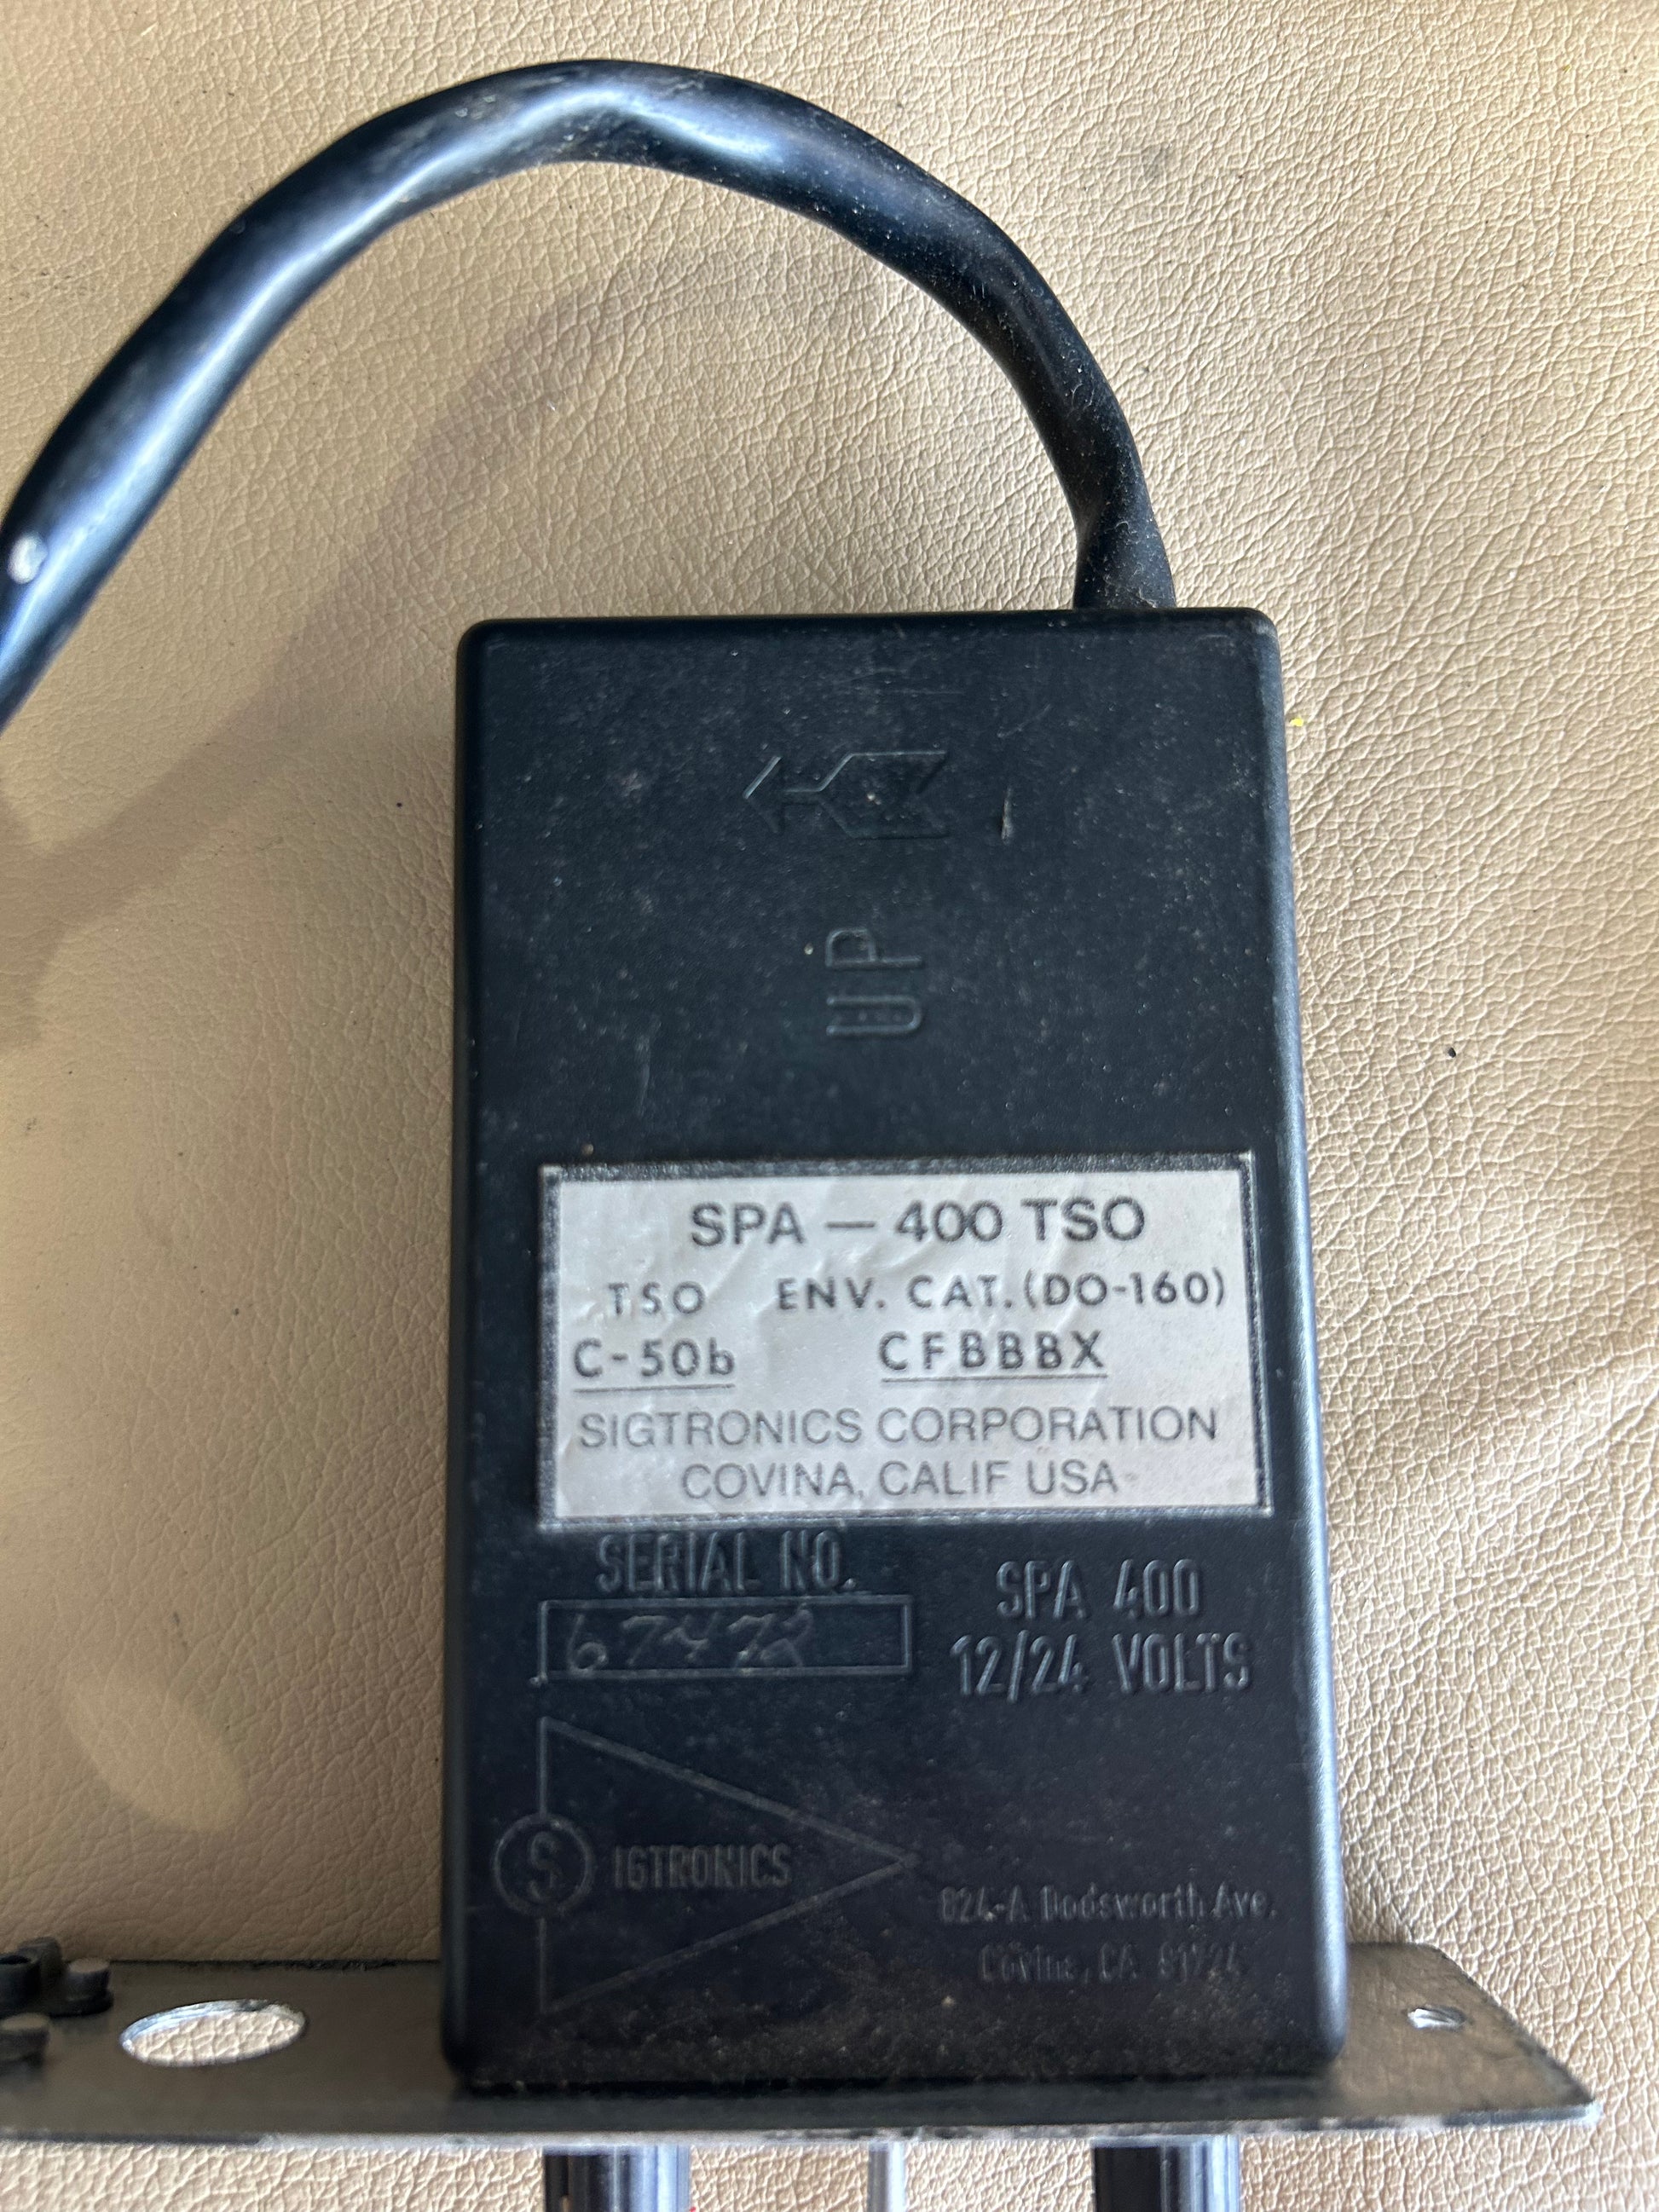 UP
SPA — 400 TSO
TSO ENV. CAT. (DO-160)
C-50b CFBBBX
SIGTRONICS CORPORATION
COVINA, CALIF USA
SERIAL NO.
67472
SPA 400
12/24 VOLTS
SIGTRONICS
824-A Dodsworth Ave.
Covina, CA 91724